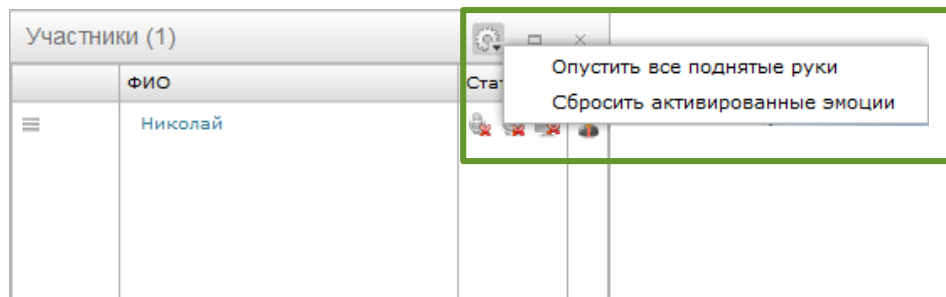 Участники (1)
Опустить все поднятые руки
Сбросить активированные эмоции
ФИО
Ста
Николай